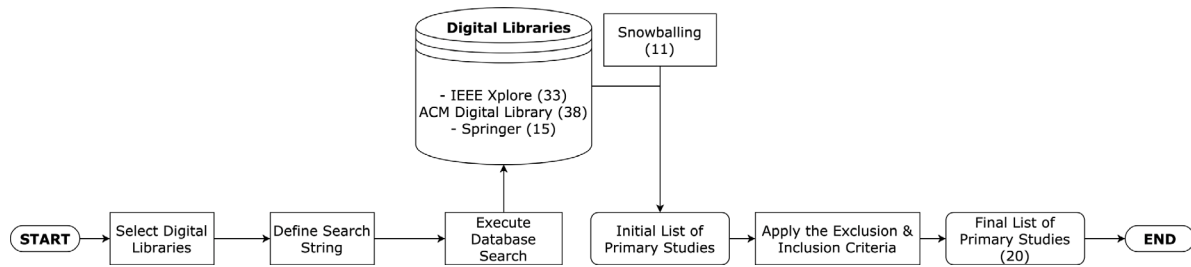 Digital Libraries
- IEEE Xplore (33)
ACM Digital Library (38)
- Springer (15)
Snowballing
(11)
START
Select Digital
Libraries
Define Search
String
Execute
Database
Search
Initial List of
Primary Studies
Apply the Exclusion &
Inclusion Criteria
Final List of
Primary Studies
(20)
END